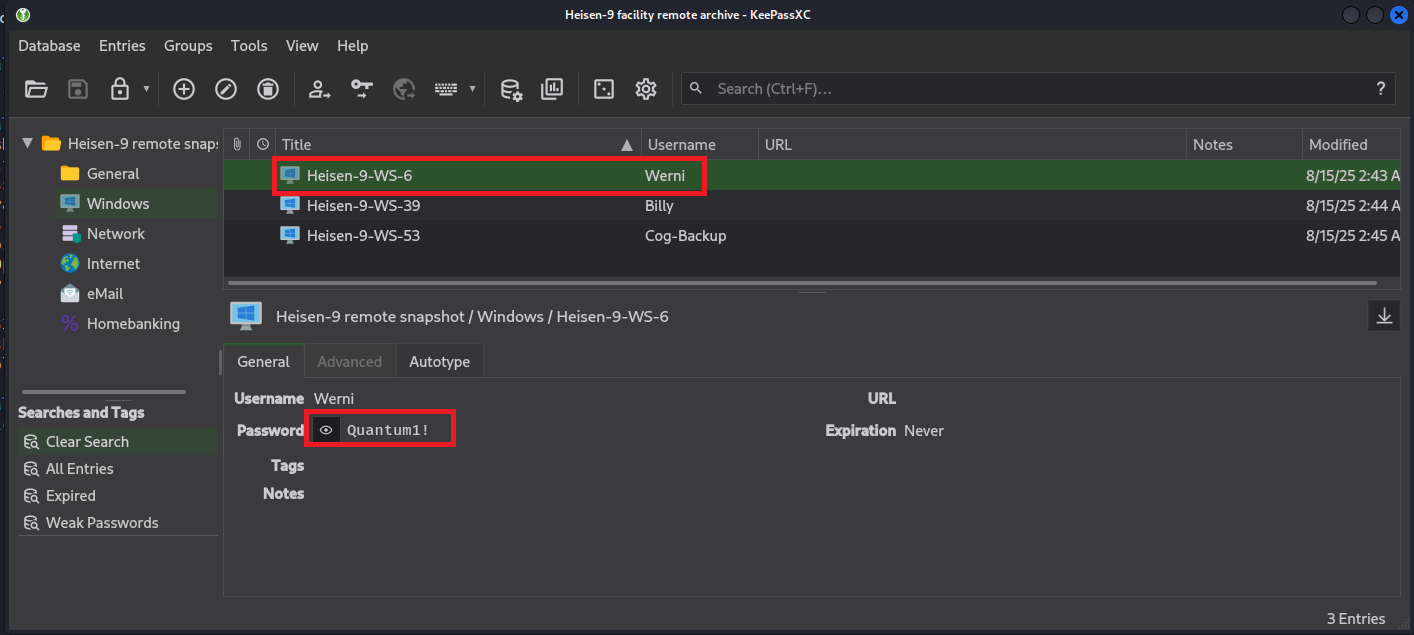 Heisen-9 facility remote archive - KeePassXC
Database Entries Groups Tools View Help
Search (Ctrl+F)... ?
Heisen-9 remote snap
General
Windows
Network
Internet
eMail
Homebanking
Searches and Tags
Clear Search
All Entries
Expired
Weak Passwords
Title Username URL Notes Modified
Heisen-9-WS-6 Werni 8/15/25 2:43 A
Heisen-9-WS-39 Billy 8/15/25 2:44 A
Heisen-9-WS-53 Cog-Backup 8/15/25 2:45 A
Heisen-9 remote snapshot / Windows / Heisen-9-WS-6
General Advanced Autotype
Username Werni URL
Password Quantum1! Expiration Never
Tags
Notes
3 Entries